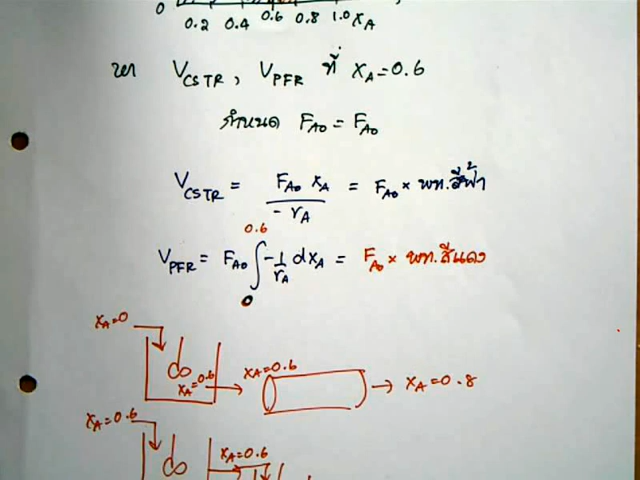 0
0.2 0.4 0.6 0.8 1.0 XA
หา VCSTR, VPFR ที่ XA=0.6
กำหนด FA0 = FA0
VCSTR = FA0 XA / -rA = FA0 × พท.สีฟ้า
0.6
VPFR = FA0 ∫ -1/rA dXA = FA0 × พท.สีแดง
0
XA=0
XA=0.6 XA=0.6 XA=0.8
XA=0.6
XA=0.6